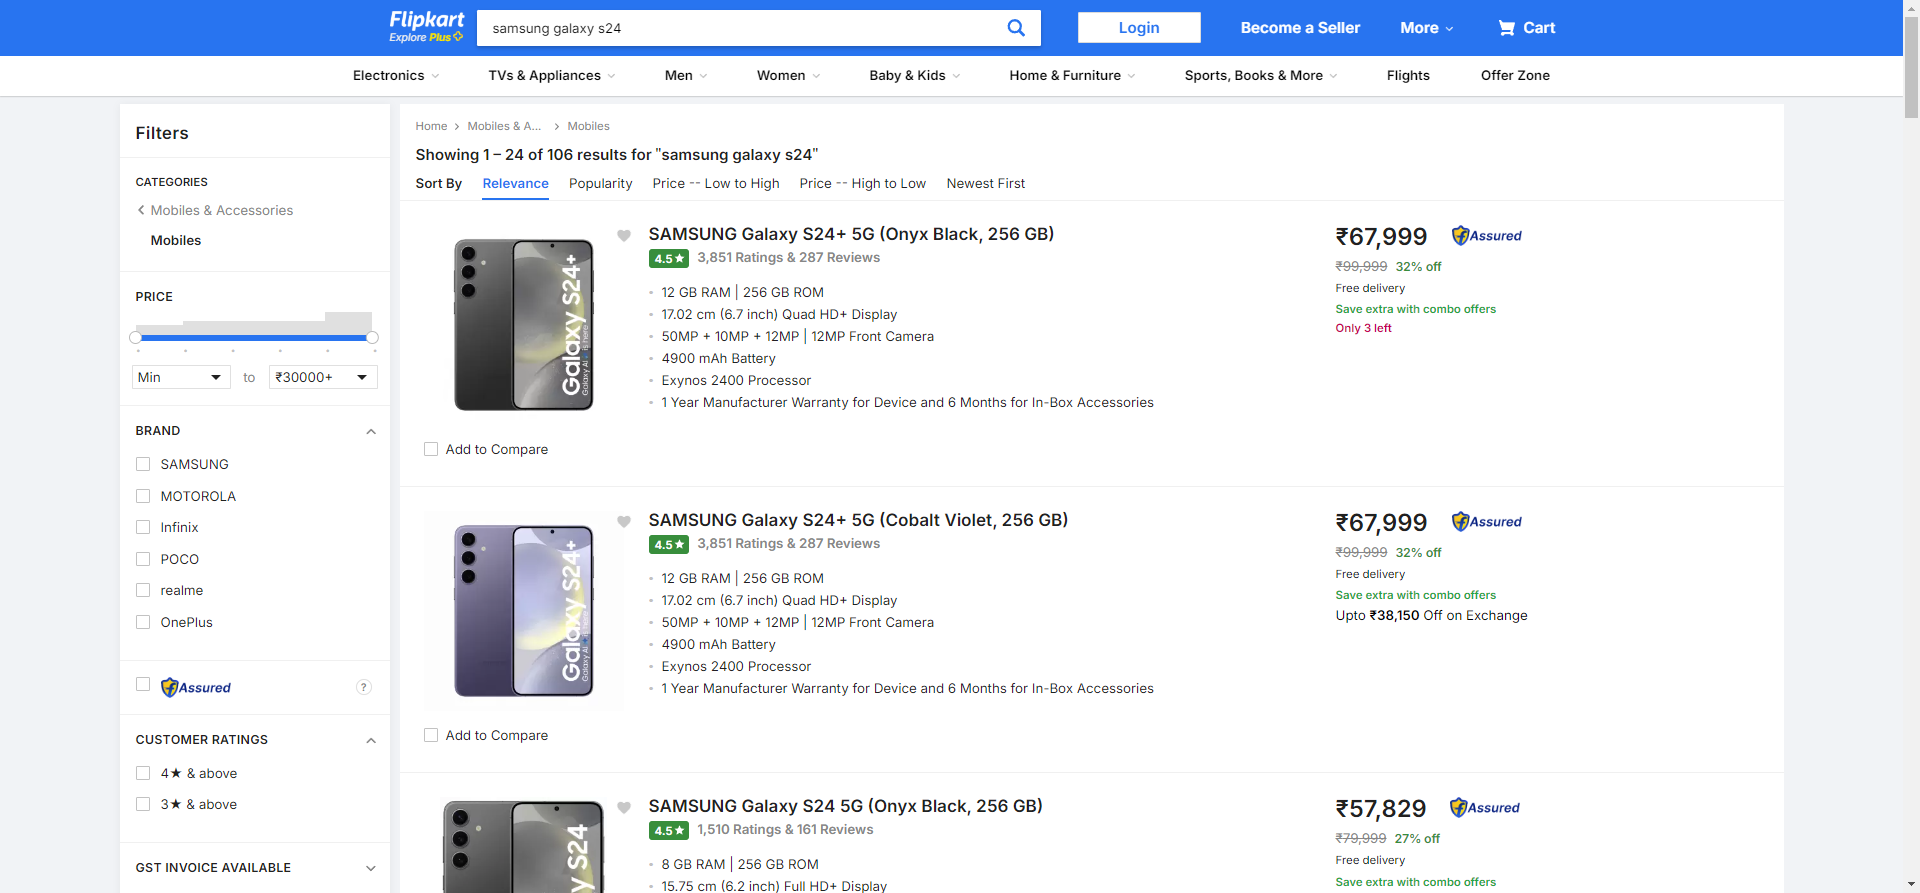 Flipkart
Explore Plus
samsung galaxy s24
Login
Become a Seller
More
Cart
Electronics
TVs & Appliances
Men
Women
Baby & Kids
Home & Furniture
Sports, Books & More
Flights
Offer Zone
Filters
CATEGORIES
Mobiles & Accessories
Mobiles
PRICE
Min
to
₹30000+
BRAND
SAMSUNG
MOTOROLA
Infinix
POCO
realme
OnePlus
Assured
?
CUSTOMER RATINGS
4★ & above
3★ & above
GST INVOICE AVAILABLE
Home
Mobiles & A...
Mobiles
Showing 1 – 24 of 106 results for "samsung galaxy s24"
Sort By
Relevance
Popularity
Price -- Low to High
Price -- High to Low
Newest First
Galaxy S24+
Galaxy AI is here
Add to Compare
SAMSUNG Galaxy S24+ 5G (Onyx Black, 256 GB)
4.5★ 3,851 Ratings & 287 Reviews
12 GB RAM | 256 GB ROM
17.02 cm (6.7 inch) Quad HD+ Display
50MP + 10MP + 12MP | 12MP Front Camera
4900 mAh Battery
Exynos 2400 Processor
1 Year Manufacturer Warranty for Device and 6 Months for In-Box Accessories
₹67,999
Assured
₹99,999 32% off
Free delivery
Save extra with combo offers
Only 3 left
Galaxy S24+
Galaxy AI is here
Add to Compare
SAMSUNG Galaxy S24+ 5G (Cobalt Violet, 256 GB)
4.5★ 3,851 Ratings & 287 Reviews
12 GB RAM | 256 GB ROM
17.02 cm (6.7 inch) Quad HD+ Display
50MP + 10MP + 12MP | 12MP Front Camera
4900 mAh Battery
Exynos 2400 Processor
1 Year Manufacturer Warranty for Device and 6 Months for In-Box Accessories
₹67,999
Assured
₹99,999 32% off
Free delivery
Save extra with combo offers
Upto ₹38,150 Off on Exchange
y S24
SAMSUNG Galaxy S24 5G (Onyx Black, 256 GB)
4.5★ 1,510 Ratings & 161 Reviews
8 GB RAM | 256 GB ROM
15.75 cm (6.2 inch) Full HD+ Display
₹57,829
Assured
₹79,999 27% off
Free delivery
Save extra with combo offers